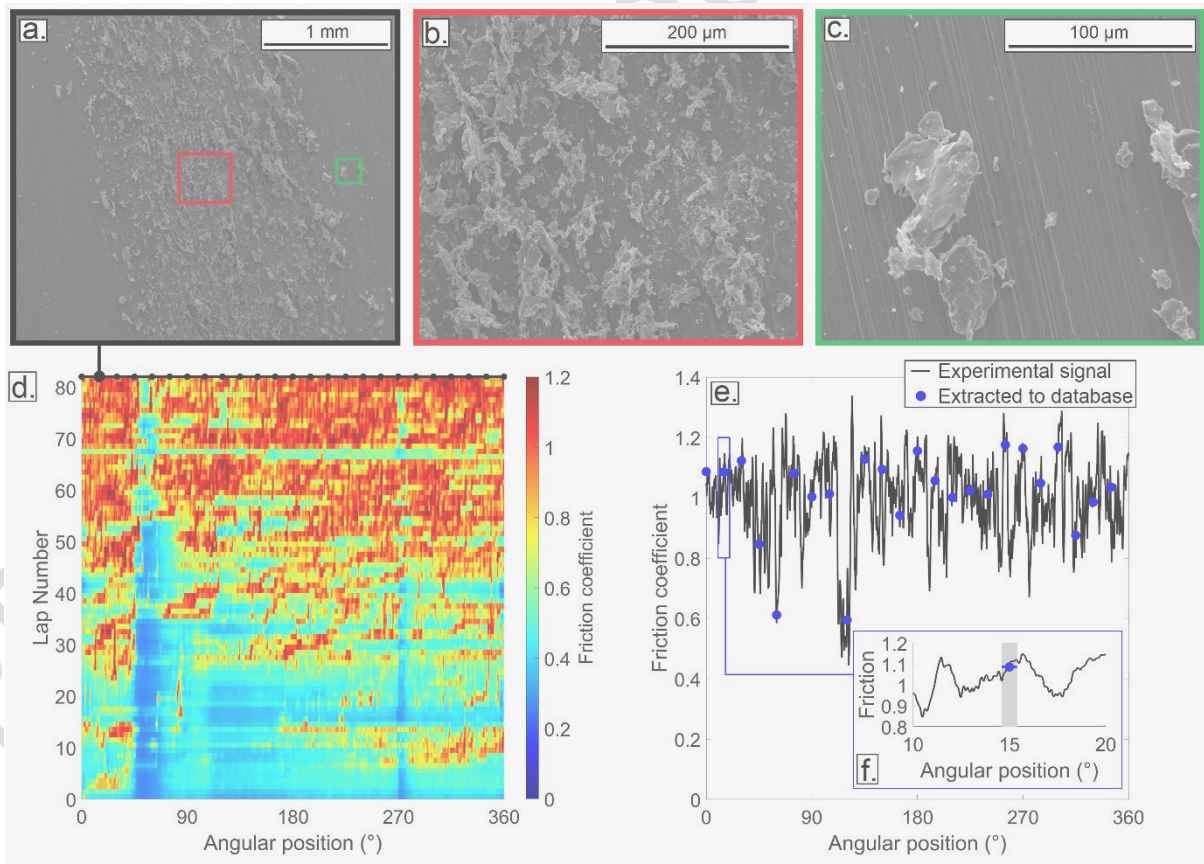 a.
1 mm
b.
200 µm
c.
100 µm
d.
80
70
60
50
40
30
20
10
0
Lap Number
0
90
180
270
360
Angular position (°)
1.2
1
0.8
0.6
0.4
0.2
0
Friction coefficient
e.
Experimental signal
Extracted to database
1.4
1.2
1
0.8
0.6
0.4
0.2
0
Friction coefficient
0
90
180
270
360
Angular position (°)
f.
1.2
1.1
1
0.9
0.8
Friction
10
15
20
Angular position (°)